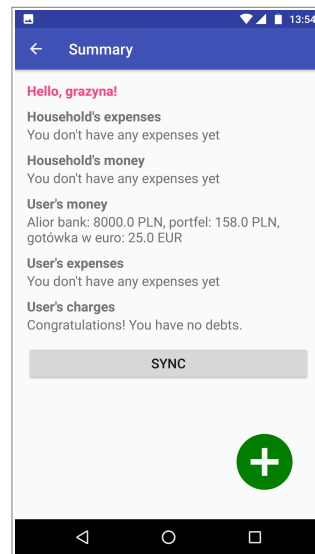 13:54
Summary
Hello, grazyna!
Household's expenses
You don't have any expenses yet
Household's money
You don't have any expenses yet
User's money
Alior bank: 8000.0 PLN, portfel: 158.0 PLN,
gotówka w euro: 25.0 EUR
User's expenses
You don't have any expenses yet
User's charges
Congratulations! You have no debts.
SYNC